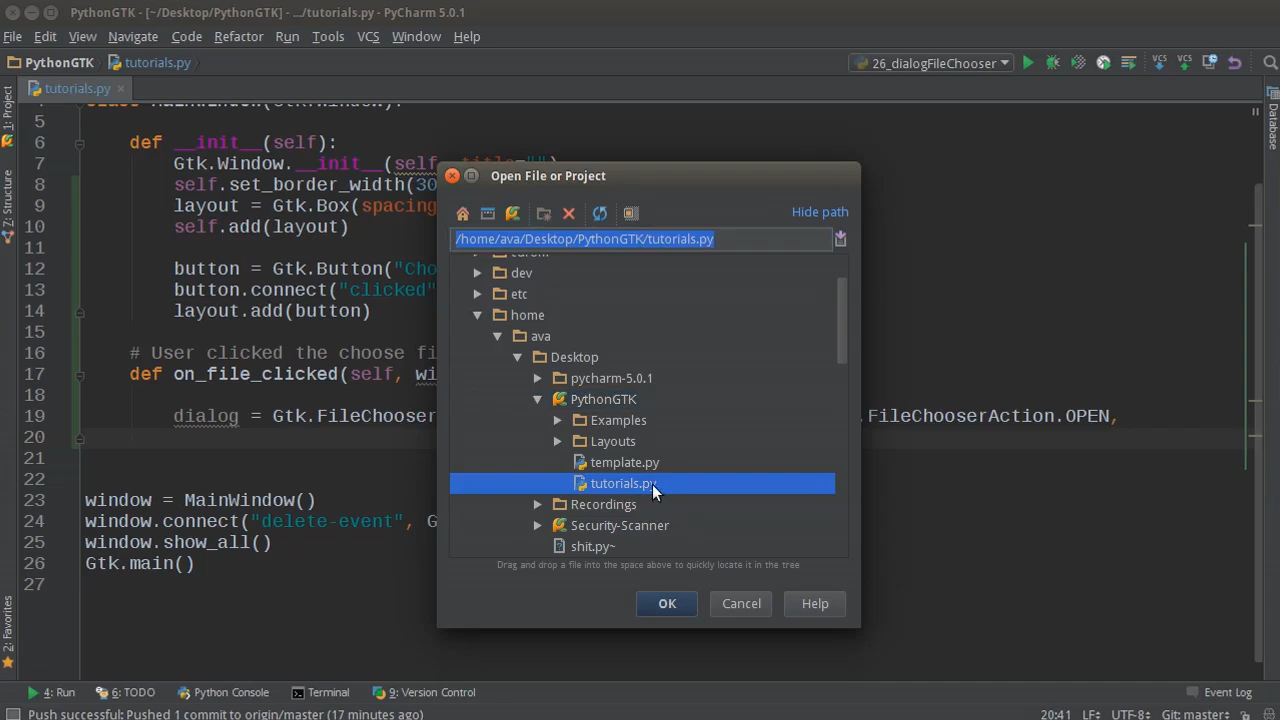 PythonGTK - [~/Desktop/PythonGTK] - .../tutorials.py - PyCharm 5.0.1
File Edit View Navigate Code Refactor Run Tools VCS Window Help
PythonGTK tutorials.py 26_dialogFileChooser VCS VCS
tutorials.py
1: Project
Z: Structure
2: Favorites
Database
5
6 def __init__(self):
7 Gtk.Window.__init__(self, title="")
8 self.set_border_width(30
9 layout = Gtk.Box(spacing
10 self.add(layout)
11
12 button = Gtk.Button("Cho
13 button.connect("clicked"
14 layout.add(button)
15
16 # User clicked the choose fi
17 def on_file_clicked(self, wi
18
19 dialog = Gtk.FileChooser .FileChooserAction.OPEN,
20
21
22
23 window = MainWindow()
24 window.connect("delete-event", G
25 window.show_all()
26 Gtk.main()
27
Open File or Project
Hide path
/home/ava/Desktop/PythonGTK/tutorials.py
dev
etc
home
ava
Desktop
pycharm-5.0.1
PythonGTK
Examples
Layouts
template.py
tutorials.py
Recordings
Security-Scanner
shit.py~
Drag and drop a file into the space above to quickly locate it in the tree
OK Cancel Help
4: Run 6: TODO Python Console Terminal 9: Version Control Event Log
Push successful: Pushed 1 commit to origin/master (17 minutes ago) 20:41 LF÷ UTF-8÷ Git: master÷